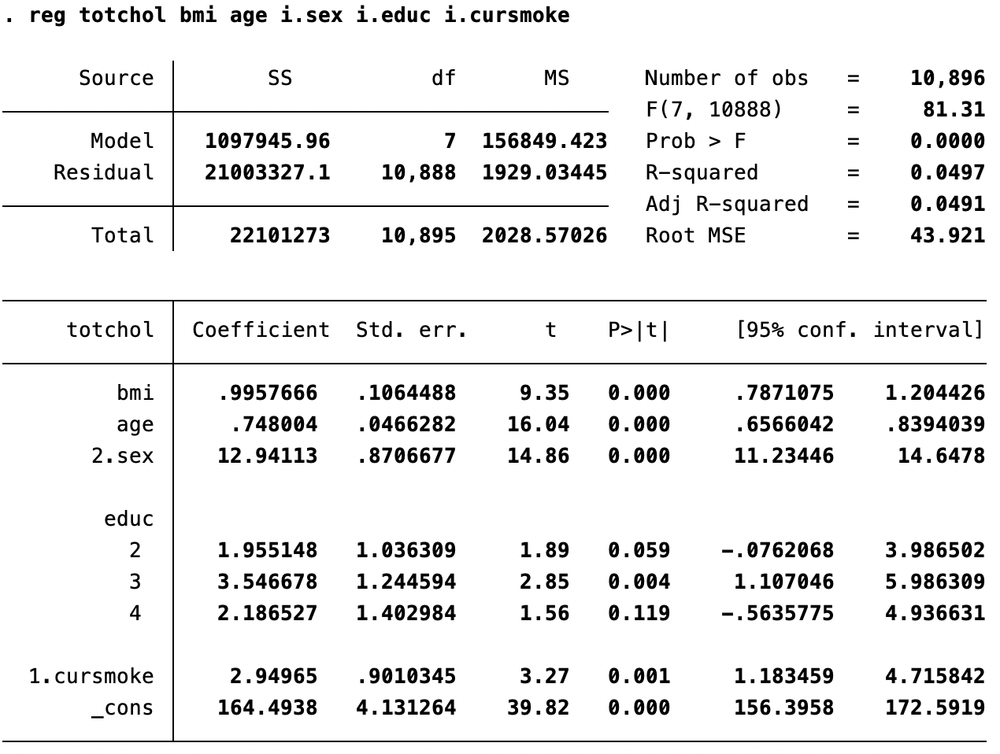 . reg totchol bmi age i.sex i.educ i.cursmoke
Source | SS df MS Number of obs = 10,896
F(7, 10888) = 81.31
Model | 1097945.96 7 156849.423 Prob > F = 0.0000
Residual | 21003327.1 10,888 1929.03445 R-squared = 0.0497
Adj R-squared = 0.0491
Total | 22101273 10,895 2028.57026 Root MSE = 43.921
totchol | Coefficient Std. err. t P>|t| [95% conf. interval]
bmi | .9957666 .1064488 9.35 0.000 .7871075 1.204426
age | .748004 .0466282 16.04 0.000 .6566042 .8394039
2.sex | 12.94113 .8706677 14.86 0.000 11.23446 14.6478
educ |
2 | 1.955148 1.036309 1.89 0.059 -.0762068 3.986502
3 | 3.546678 1.244594 2.85 0.004 1.107046 5.986309
4 | 2.186527 1.402984 1.56 0.119 -.5635775 4.936631
1.cursmoke | 2.94965 .9010345 3.27 0.001 1.183459 4.715842
_cons | 164.4938 4.131264 39.82 0.000 156.3958 172.5919